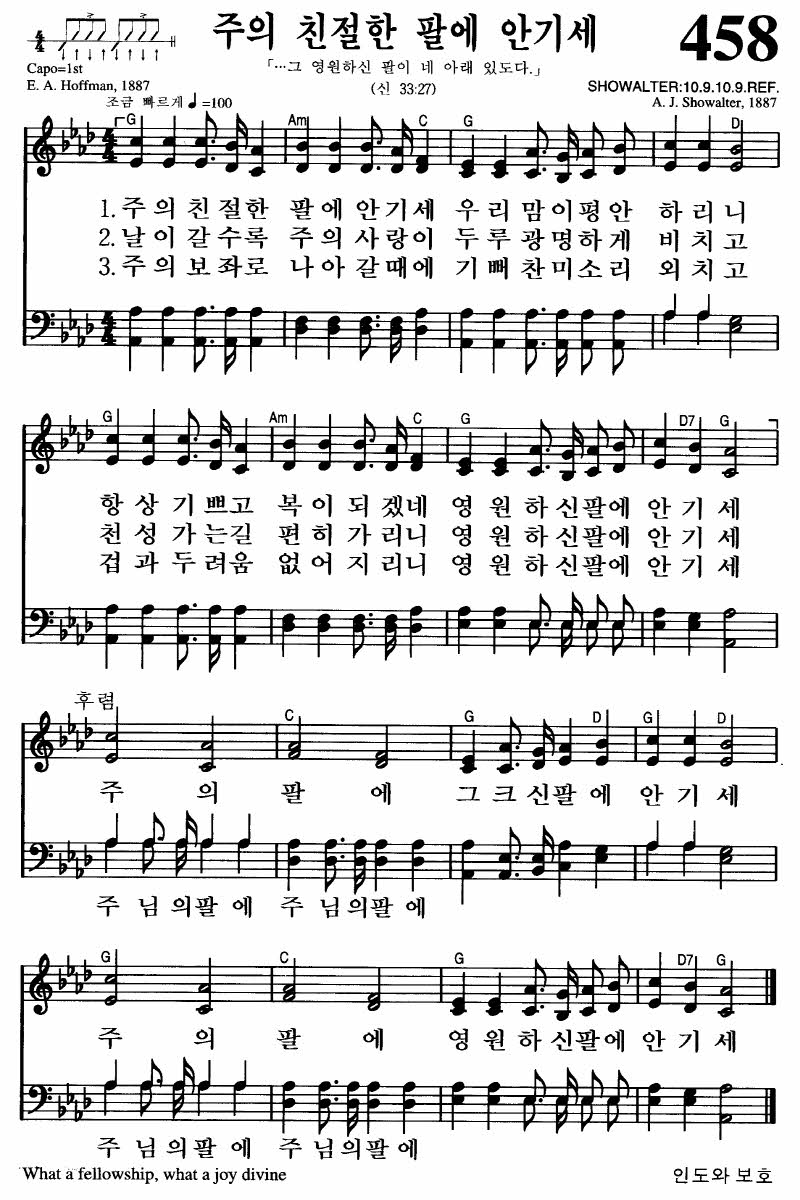 주의 친절한 팔에 안기세 458
「…그 영원하신 팔이 네 아래 있도다.」
Capo=1st
(신 33:27)
SHOWALTER:10.9.10.9.REF.
E. A. Hoffman, 1887
A. J. Showalter, 1887
조금 빠르게 ♩=100
G Am C G D
4/4
1. 주의친절한 팔에안기세 우리맘이평안 하리니
2. 날이갈수록 주의사랑이 두루광명하게 비치고
3. 주의보좌로 나아갈때에 기뻐찬미소리 외치고
G Am C G D7 G
항상기쁘고 복이되겠네 영원하신팔에안기세
천성가는길 편히가리니 영원하신팔에안기세
겁과두려움 없어지리니 영원하신팔에안기세
후렴
G C G D G D
주 의 팔 에 그크신팔에안기세
주님의팔에 주님의팔에
G C G D7 G
주 의 팔 에 영원하신팔에안기세
주님의팔에 주님의팔에
What a fellowship, what a joy divine
인도와 보호